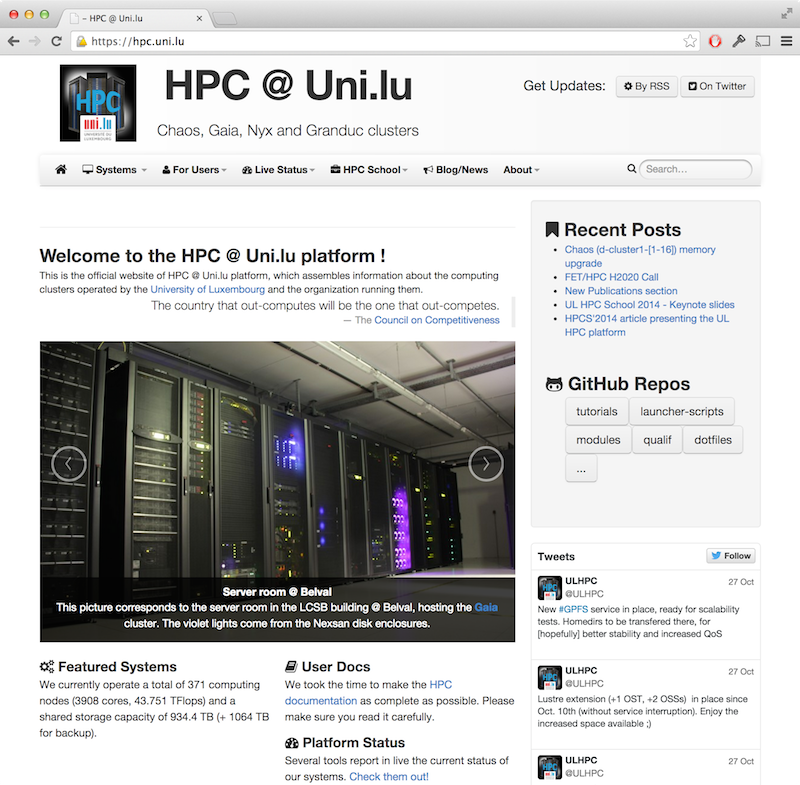 – HPC @ Uni.lu
https://hpc.uni.lu
HPC
uni.lu
UNIVERSITÉ DU
LUXEMBOURG
HPC @ Uni.lu
Chaos, Gaia, Nyx and Granduc clusters
Get Updates:
By RSS
On Twitter
Systems
For Users
Live Status
HPC School
Blog/News
About
Search...
Welcome to the HPC @ Uni.lu platform !
This is the official website of HPC @ Uni.lu platform, which assembles information about the computing
clusters operated by the University of Luxembourg and the organization running them.
The country that out-computes will be the one that out-competes.
— The Council on Competitiveness
Server room @ Belval
This picture corresponds to the server room in the LCSB building @ Belval, hosting the Gaia
cluster. The violet lights come from the Nexsan disk enclosures.
Featured Systems
We currently operate a total of 371 computing
nodes (3908 cores, 43.751 TFlops) and a
shared storage capacity of 934.4 TB (+ 1064 TB
for backup).
User Docs
We took the time to make the HPC
documentation as complete as possible. Please
make sure you read it carefully.
Platform Status
Several tools report in live the current status of
our systems. Check them out!
Recent Posts
Chaos (d-cluster1-[1-16]) memory
upgrade
FET/HPC H2020 Call
New Publications section
UL HPC School 2014 - Keynote slides
HPCS'2014 article presenting the UL
HPC platform
GitHub Repos
tutorials
launcher-scripts
modules
qualif
dotfiles
...
Tweets
Follow
ULHPC
27 Oct
@ULHPC
New #GPFS service in place, ready for scalability
tests. Homedirs to be transfered there, for
[hopefully] better stability and increased QoS
ULHPC
27 Oct
@ULHPC
Lustre extension (+1 OST, +2 OSSs) in place since
Oct. 10th (without service interruption). Enjoy the
increased space available ;)
ULHPC
27 Oct
@ULHPC